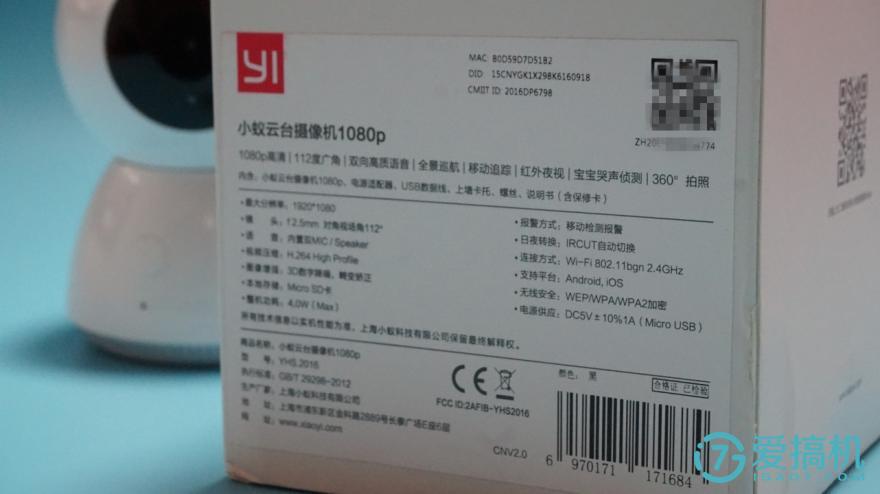 YI
MAC: B0D59D7D51B2
DID: 15CNYGK1X298K6160918
CMIIT ID: 2016DP6798
小蚁云台摄像机1080p
1080p高清 | 112度广角 | 双向高质语音 | 全景巡航 | 移动追踪 | 红外夜视 | 宝宝哭声侦测 | 360° 拍照
内含: 小蚁云台摄像机1080p、电源适配器、USB数据线、上墙卡托、螺丝、说明书 (含保修卡)
•最大分辨率: 1920*1080
•镜 头: f2.5mm 对角视场角112°
•语 音: 内置双MIC / Speaker
•视频压缩: H.264 High Profile
•图像增强: 3D数字降噪, 畸变矫正
•本地存储: Micro SD卡
•整机功耗: 4.0W (Max)
•报警方式: 移动检测报警
•日夜转换: IRCUT自动切换
•连接方式: Wi-Fi 802.11bgn 2.4GHz
•支持平台: Android, iOS
•无线安全: WEP/WPA/WPA2加密
•电源供应: DC5V±10%1A (Micro USB)
所有技术信息以实机性能为准, 上海小蚁科技有限公司保留最终解释权。
商品名称: 小蚁云台摄像机1080p
型 号: YHS.2016
执行标准: GB/T 29298-2012
生产厂家: 上海小蚁科技有限公司
地 址: 上海市浦东新区金科路2889号长泰广场E座6层
网 址: www.xiaoyi.com
CE
FCC ID:2AFIB-YHS2016
CNV2.0
颜色: 黑
合格证 已检验
6 970171 171684
爱搞机